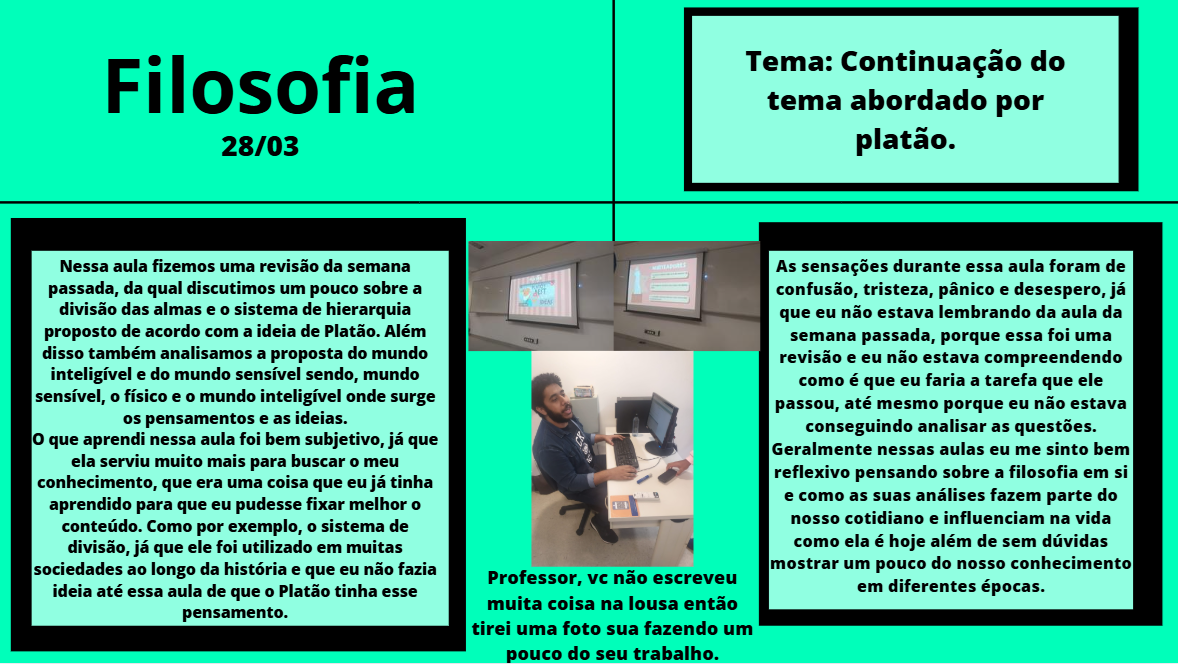 Filosofia
28/03
Tema: Continuação do
tema abordado por
platão.
Nessa aula fizemos uma revisão da semana
passada, da qual discutimos um pouco sobre a
divisão das almas e o sistema de hierarquia
proposto de acordo com a ideia de Platão. Além
disso também analisamos a proposta do mundo
inteligível e do mundo sensível sendo, mundo
sensível, o físico e o mundo inteligível onde surge
os pensamentos e as ideias.
O que aprendi nessa aula foi bem subjetivo, já que
ela serviu muito mais para buscar o meu
conhecimento, que era uma coisa que eu já tinha
aprendido para que eu pudesse fixar melhor o
conteúdo. Como por exemplo, o sistema de
divisão, já que ele foi utilizado em muitas
sociedades ao longo da história e que eu não fazia
ideia até essa aula de que o Platão tinha esse
pensamento.
Professor, vc não escreveu
muita coisa na lousa então
tirei uma foto sua fazendo um
pouco do seu trabalho.
As sensações durante essa aula foram de
confusão, tristeza, pânico e desespero, já
que eu não estava lembrando da aula da
semana passada, porque essa foi uma
revisão e eu não estava compreendendo
como é que eu faria a tarefa que ele
passou, até mesmo porque eu não estava
conseguindo analisar as questões.
Geralmente nessas aulas eu me sinto bem
reflexivo pensando sobre a filosofia em si
e como as suas análises fazem parte do
nosso cotidiano e influenciam na vida
como ela é hoje além de sem dúvidas
mostrar um pouco do nosso conhecimento
em diferentes épocas.